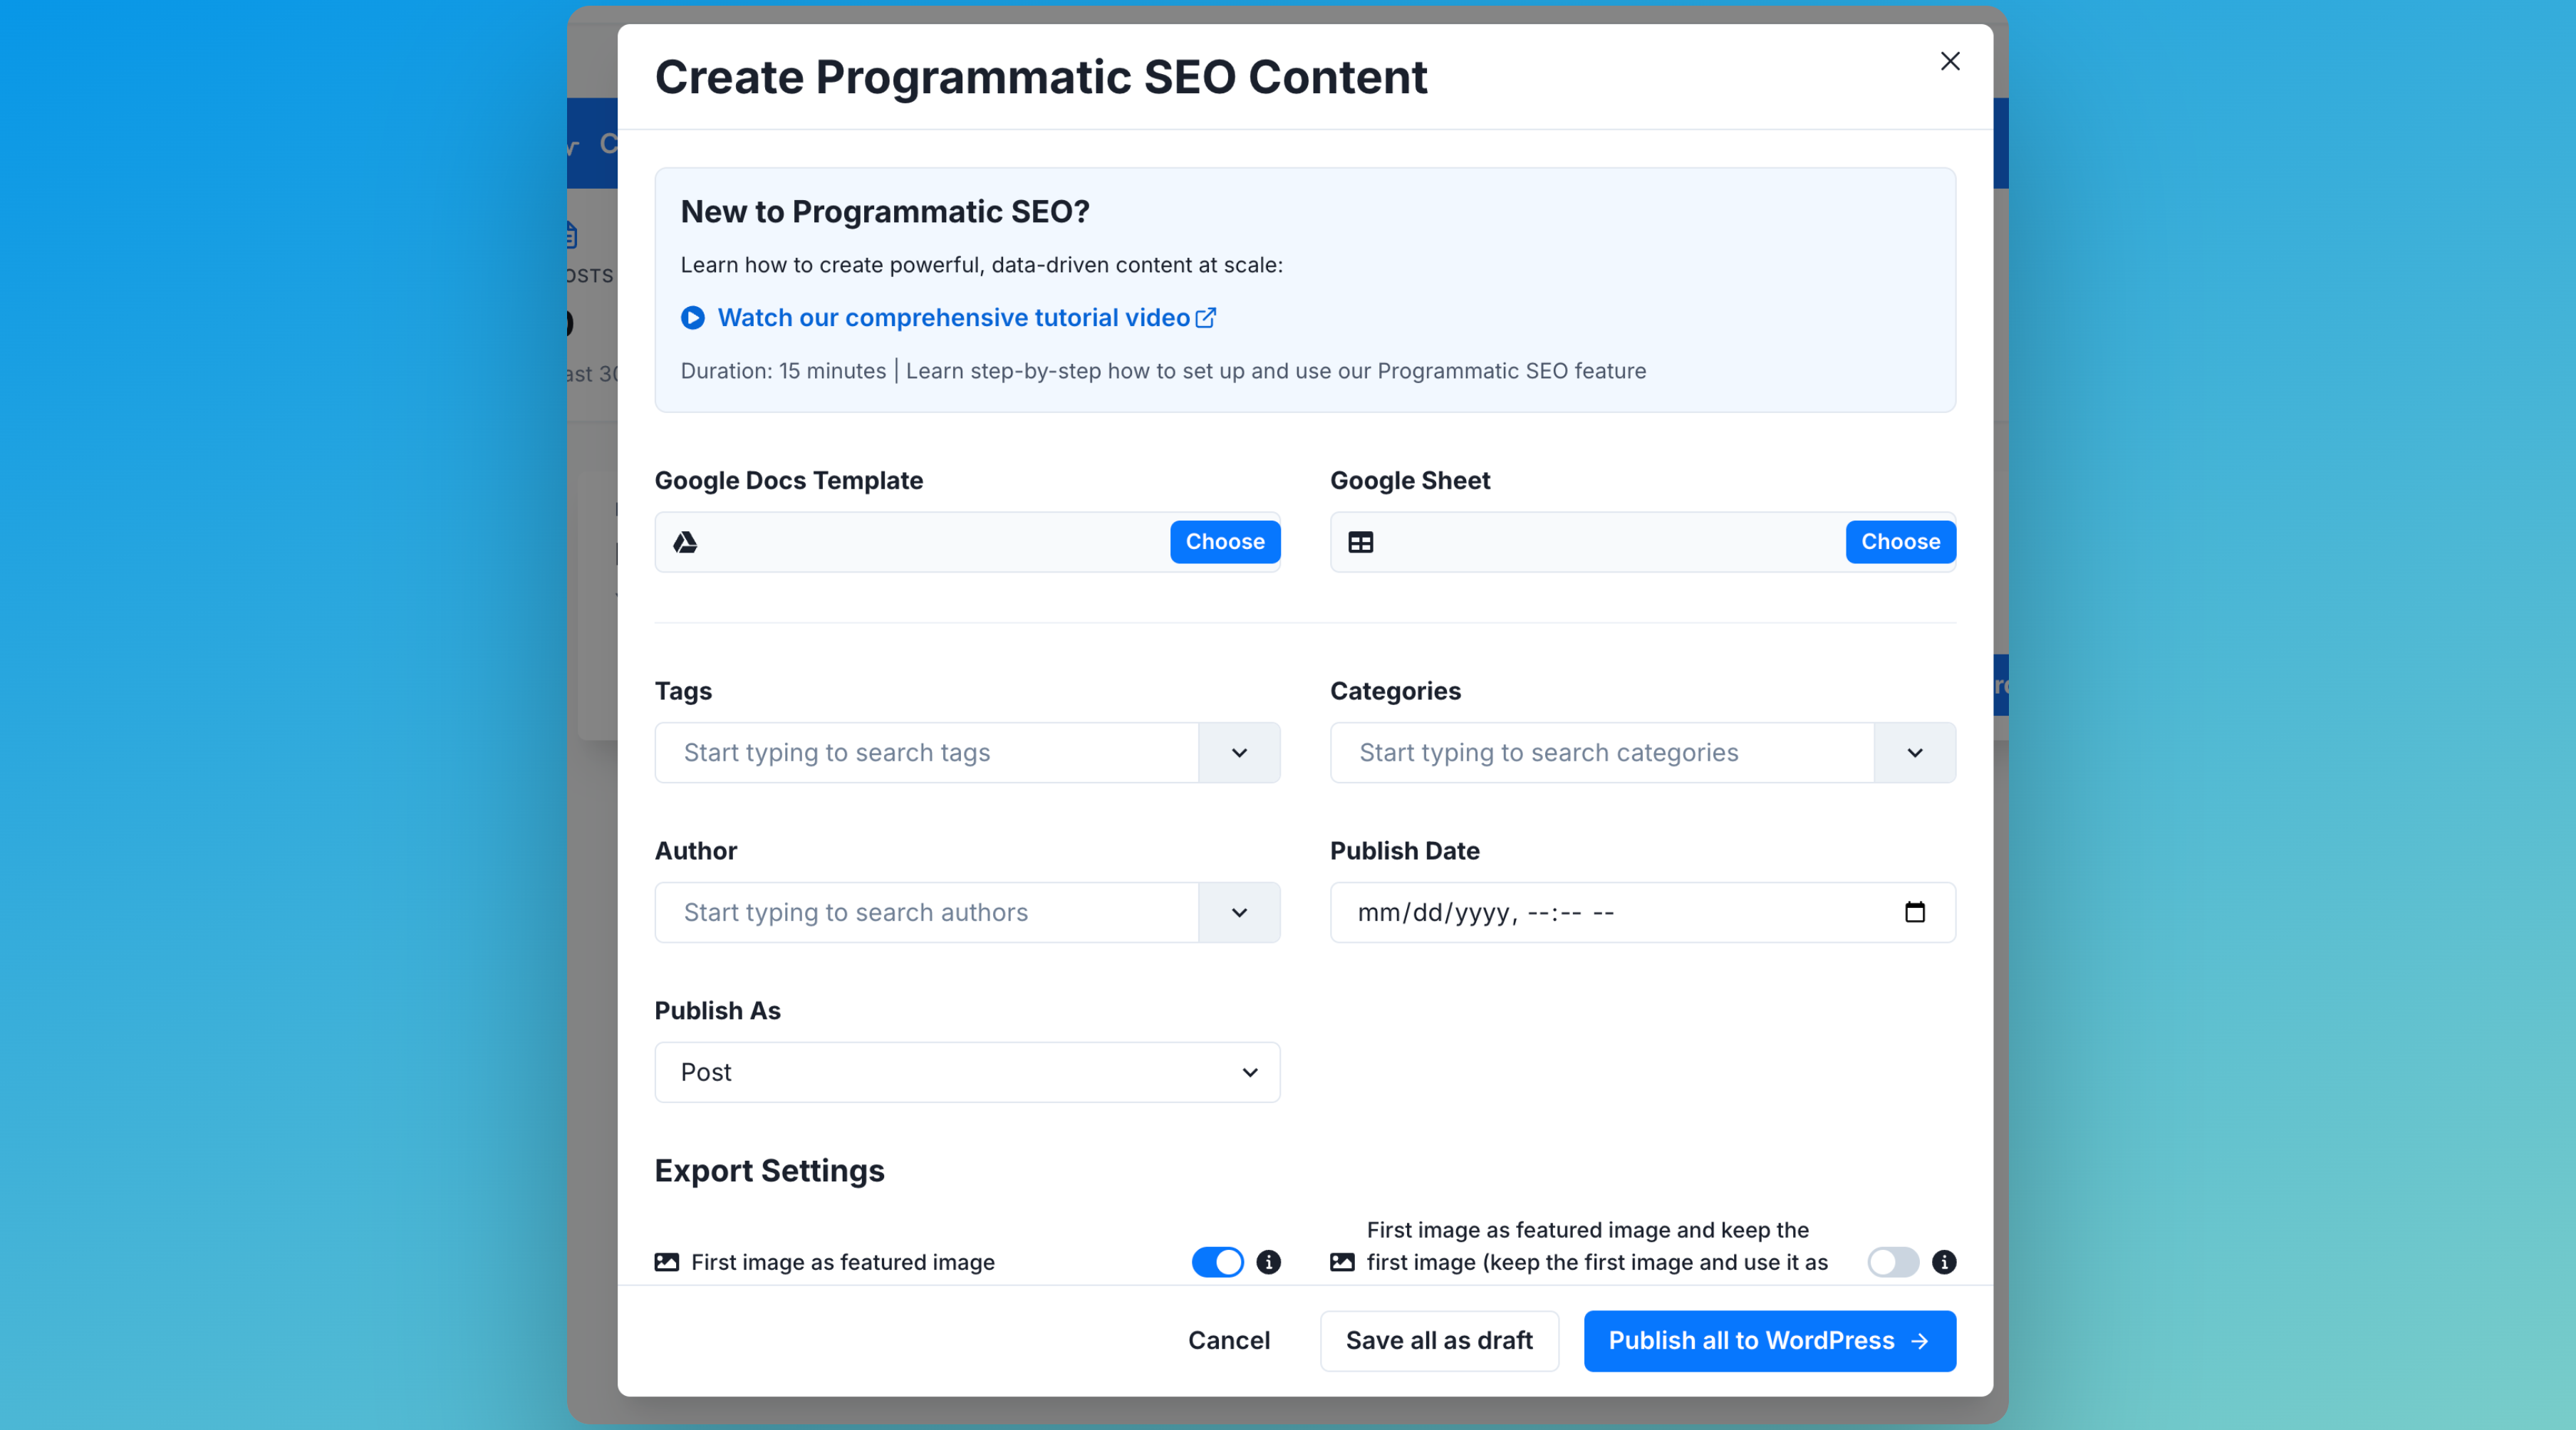 Create Programmatic SEO Content
New to Programmatic SEO?
Learn how to create powerful, data-driven content at scale:
Watch our comprehensive tutorial video
Duration: 15 minutes | Learn step-by-step how to set up and use our Programmatic SEO feature
Google Docs Template
Google Sheet
Choose
Choose
Tags
Categories
Start typing to search tags
Start typing to search categories
Author
Publish Date
Start typing to search authors
mm/dd/yyyy, --:-- --
Publish As
Post
Export Settings
First image as featured image
First image as featured image and keep the
first image (keep the first image and use it as
Cancel
Save all as draft
Publish all to WordPress